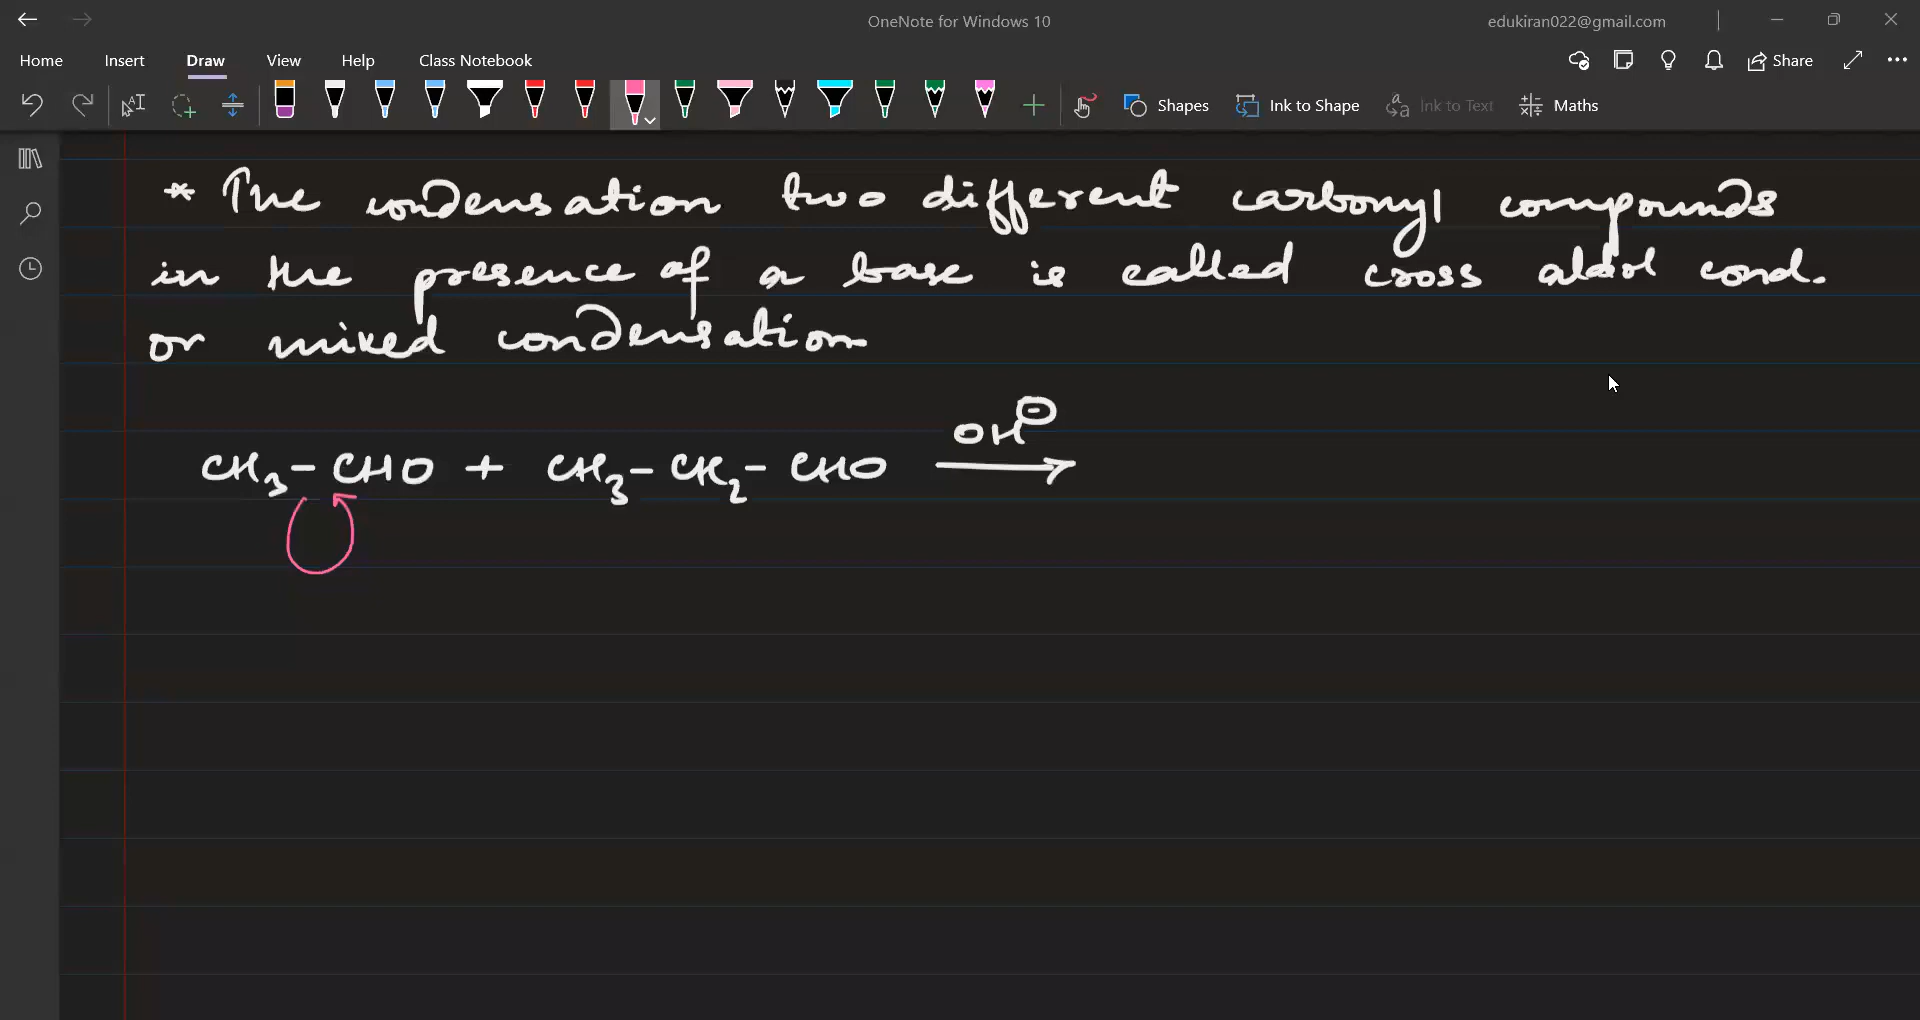 OneNote for Windows 10
edukiran022@gmail.com
Home Insert Draw View Help Class Notebook Share
Shapes Ink to Shape Ink to Text Maths
* The condensation two different carbonyl compounds
in the presence of a base is called cross aldol cond.
or mixed condensation
OH⊖
CH₃-CHO + CH₃-CH₂-CHO ⟶